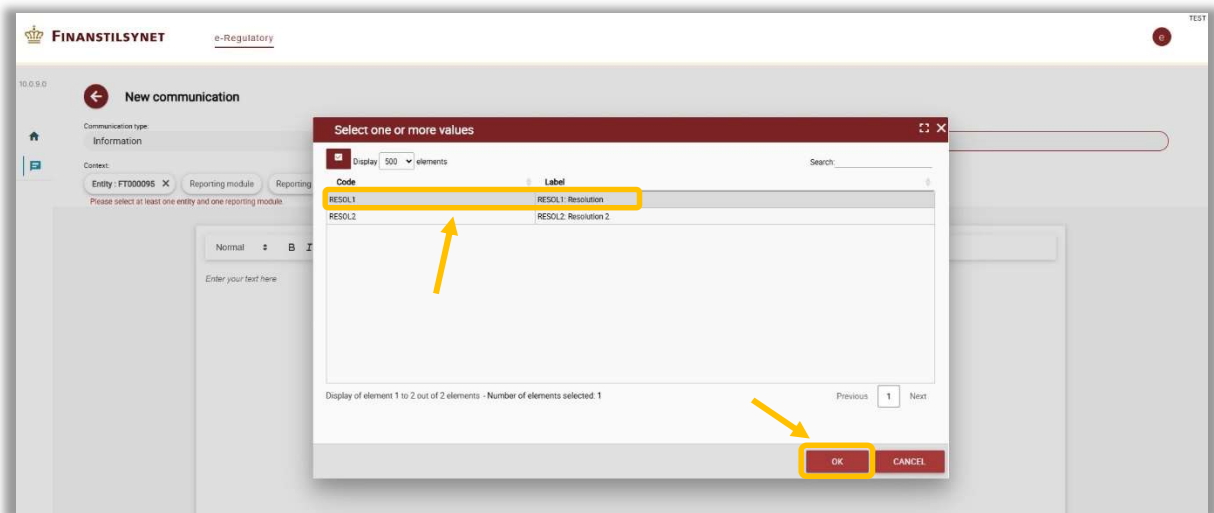 TEST
FINANSTILSYNET
e-Regulatory
e
10.0.9.0
New communication
Communication type:
Information
Context:
Entity : FT000095 X
Reporting module
Reporting
Please select at least one entity and one reporting module
Normal
B I
Enter your text here
Select one or more values
Display 500 elements
Search:
Code Label
RESOL1 RESOL1: Resolution
RESOL2 RESOL2: Resolution 2
Display of element 1 to 2 out of 2 elements - Number of elements selected: 1
Previous 1 Next
OK CANCEL